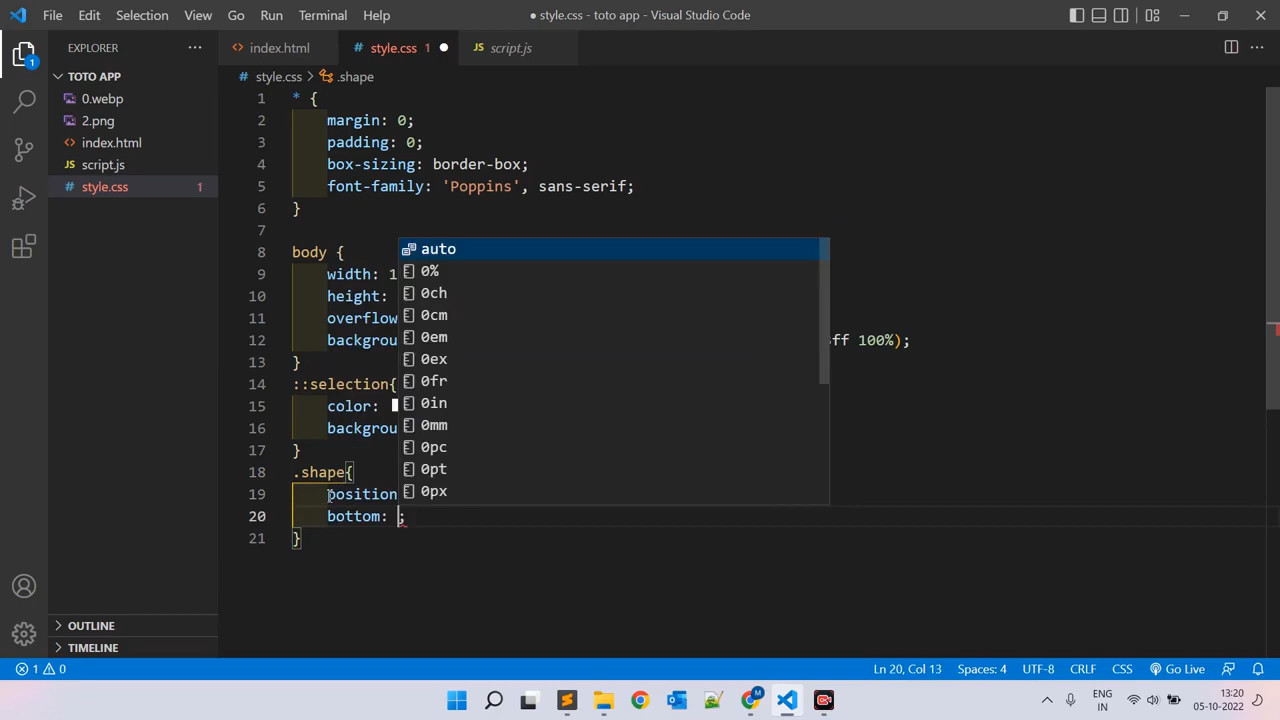 File Edit Selection View Go Run Terminal Help
● style.css - toto app - Visual Studio Code
EXPLORER ...
<> index.html # style.css 1 ● JS script.js ...
# style.css > .shape
TOTO APP
0.webp
2.png
<> index.html
JS script.js
# style.css 1
1 * {
2 margin: 0;
3 padding: 0;
4 box-sizing: border-box;
5 font-family: 'Poppins', sans-serif;
6 }
7
8 body {
9 width: 1
10 height:
11 overflow
12 backgrou ff 100%);
13 }
14 ::selection{
15 color:
16 backgrou
17 }
18 .shape{
19 position
20 bottom: ;
21 }
auto
0%
0ch
0cm
0em
0ex
0fr
0in
0mm
0pc
0pt
0px
OUTLINE
TIMELINE
1 0 Ln 20, Col 13 Spaces: 4 UTF-8 CRLF CSS Go Live
1
M
ENG
IN
13:20
05-10-2022